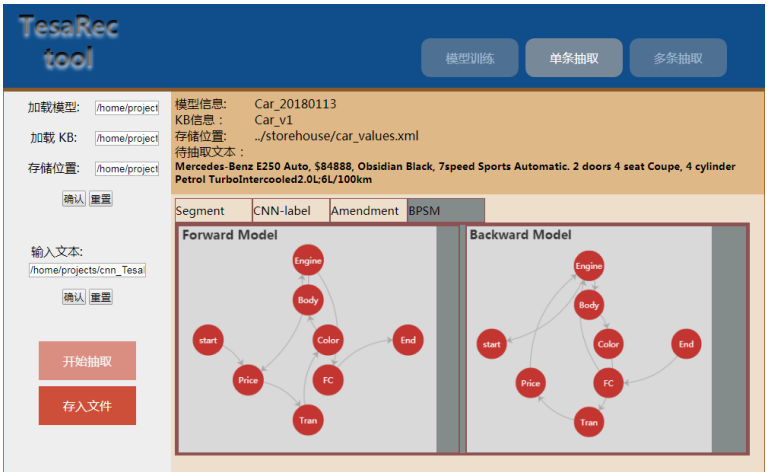 TesaRec
tool
模型训练
单条抽取
多条抽取
加载模型: /home/project
加载 KB: /home/project
存储位置: /home/project
确认 重置
输入文本:
/home/projects/cnn_Tesal
确认 重置
开始抽取
存入文件
模型信息: Car_20180113
KB信息： Car_v1
存储位置: ../storehouse/car_values.xml
待抽取文本：
Mercedes-Benz E250 Auto, $84888, Obsidian Black, 7speed Sports Automatic. 2 doors 4 seat Coupe, 4 cylinder
Petrol TurboIntercooled2.0L;6L/100km
Segment CNN-label Amendment BPSM
Forward Model
Engine
Body
start
Color
End
Price
FC
Tran
Backward Model
Engine
Body
start
Color
End
Price
FC
Tran